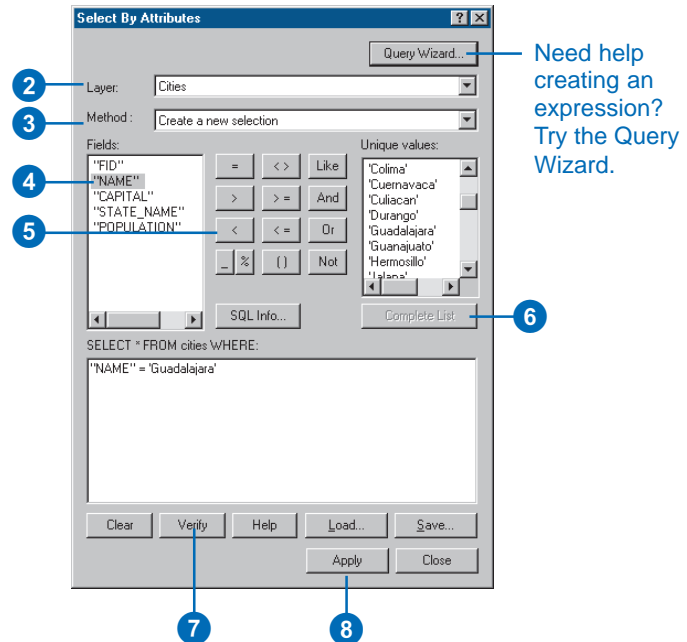 Select By Attributes
Query Wizard...
Need help
creating an
expression?
Try the Query
Wizard.
2
Layer:
Cities
3
Method :
Create a new selection
Fields:
Unique values:
4
"FID"
"NAME"
"CAPITAL"
"STATE_NAME"
"POPULATION"
5
= <> Like
> >= And
< <= Or
_ % () Not
'Colima'
'Cuernavaca'
'Culiacan'
'Durango'
'Guadalajara'
'Guanajuato'
'Hermosillo'
'Jalapa'
SQL Info...
Complete List
6
SELECT * FROM cities WHERE:
"NAME" = 'Guadalajara'
Clear
Verify
Help
Load...
Save...
Apply
Close
7
8